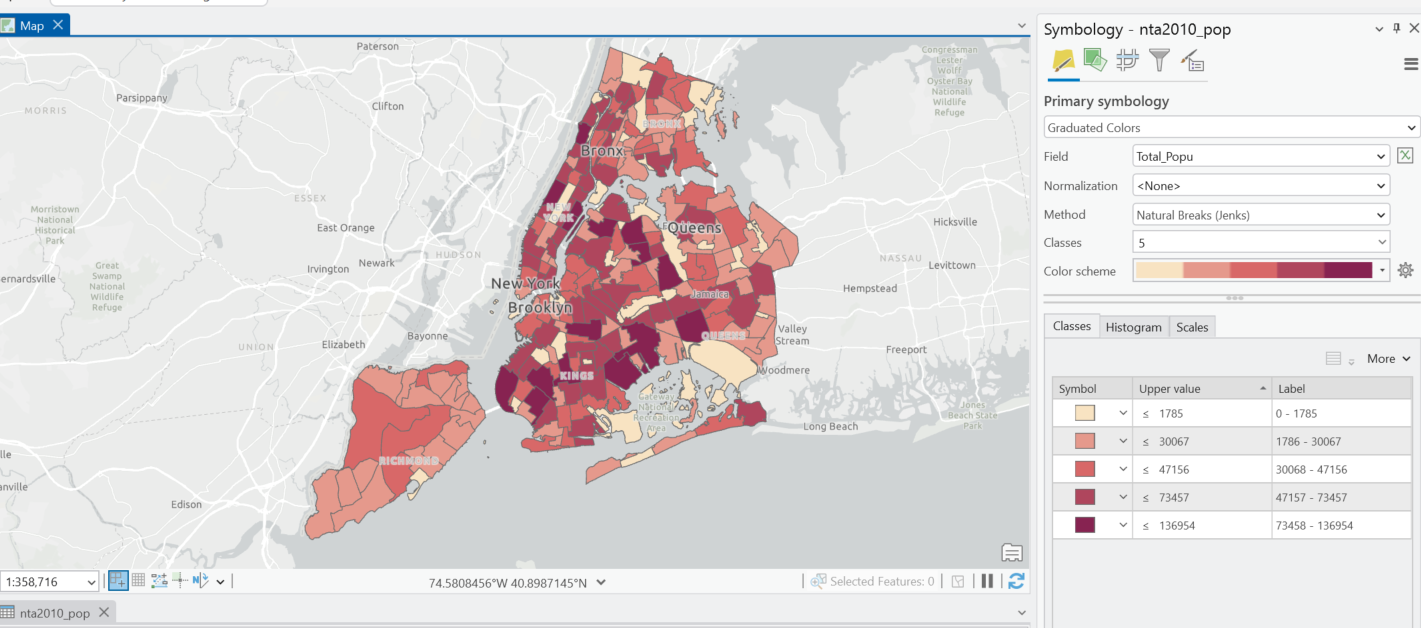 Map
Symbology - nta2010_pop
Primary symbology
Graduated Colors
Field
Total_Popu
Normalization
<None>
Method
Natural Breaks (Jenks)
Classes
5
Color scheme
Classes
Histogram
Scales
More
Symbol
Upper value
Label
≤ 1785
0 - 1785
≤ 30067
1786 - 30067
≤ 47156
30068 - 47156
≤ 73457
47157 - 73457
≤ 136954
73458 - 136954
Paterson
Congressman
Lester
Wolff
Oyster Bay
National
Wildlife
Refuge
Parsippany
MORRIS
Clifton
BRONX
Bronx
ESSEX
Morristown
National
Historical
Park
NEW
YORK
East Orange
Queens
Hicksville
HUDSON
NASSAU
Irvington
Newark
Levittown
Great
Swamp
National
Wildlife
Refuge
ernardsville
New York
Jamaica
Hempstead
Brooklyn
QUEENS
Valley
Stream
Bayonne
Elizabeth
UNION
Freeport
Woodmere
KINGS
Gateway
National
Recreation
Area
Jones
Beach State
Park
Long Beach
RICHMOND
lle
anville
Edison
1:358,716
74.5808456°W 40.8987145°N
Selected Features: 0
nta2010_pop